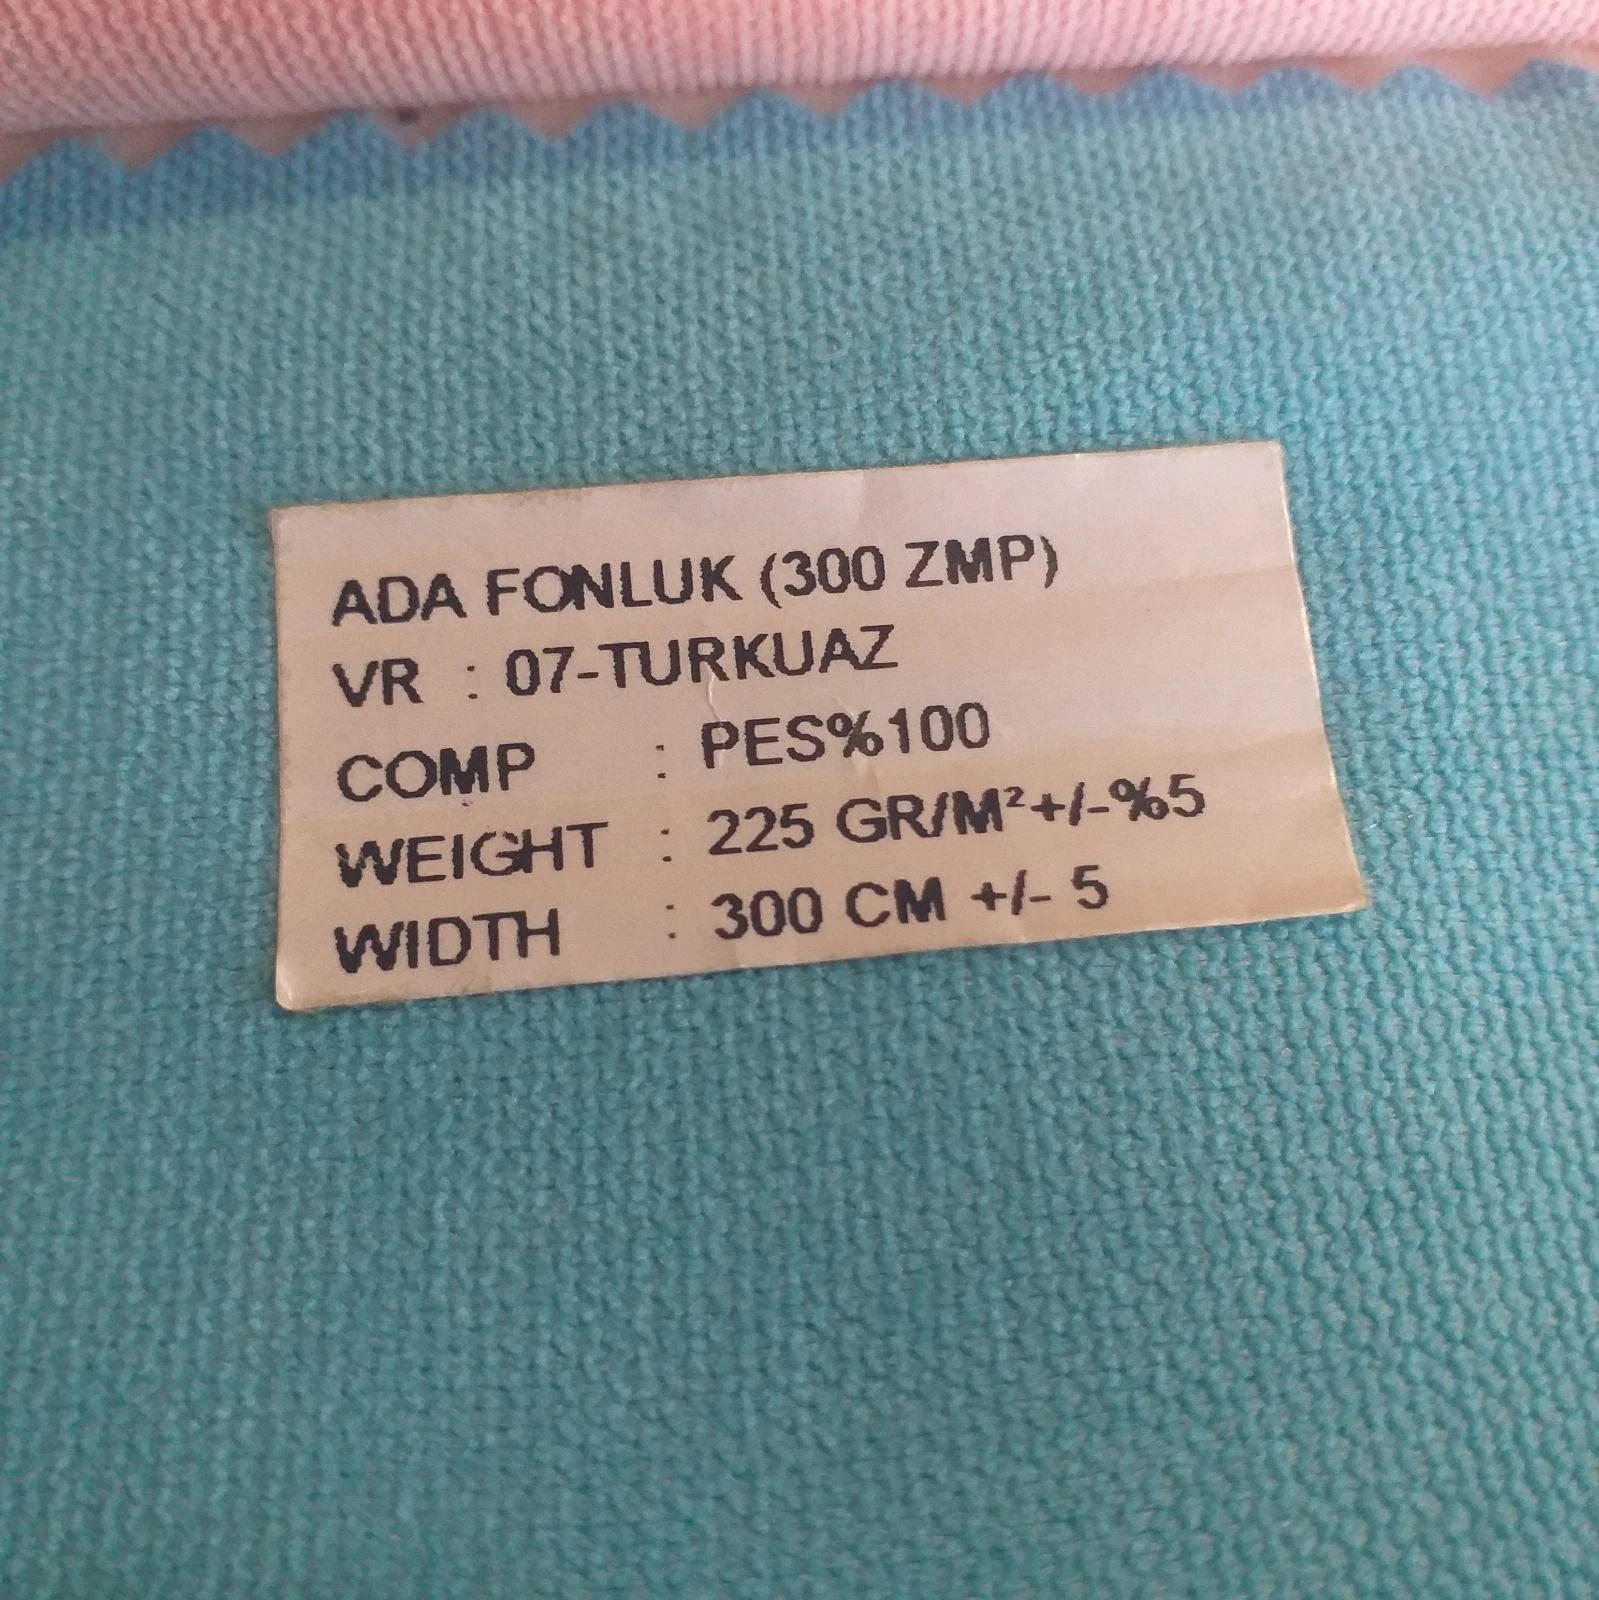 ADA FONLUK (300 ZMP)
VR : 07-TURKUAZ
COMP : PES%100
WEIGHT : 225 GR/M²+/-%5
WIDTH : 300 CM +/- 5